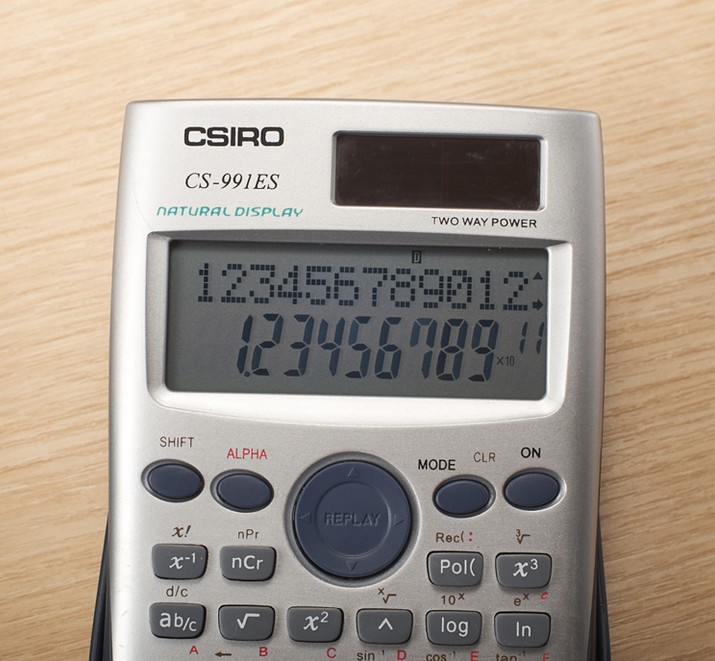 CSIRO
CS-991ES
NATURAL DISPLAY
TWO WAY POWER
D
123456789012
1.23456789 ×10 11
SHIFT ALPHA MODE CLR ON
REPLAY
x! nPr Rec( : ³√
x⁻¹ nCr Pol( x³
d/c ˣ√ 10ˣ eˣ e
ab/c √ x² ^ log ln
A ← B C sin⁻¹ D cos⁻¹ E tan⁻¹ F